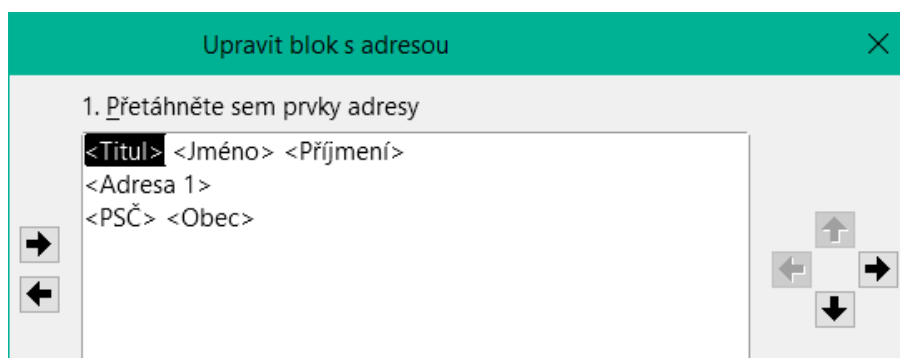 Upravit blok s adresou
1. Přetáhněte sem prvky adresy
<Titul> <Jméno> <Příjmení>
<Adresa 1>
<PSČ> <Obec>